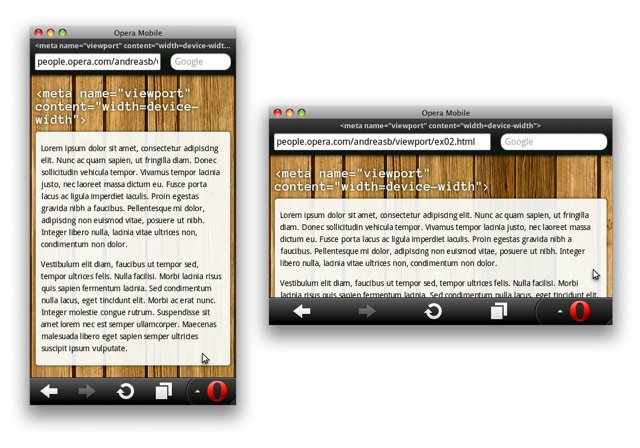 Opera Mobile
<meta name="viewport" content="width=device-widt...
people.opera.com/andreasb/v
Google
<meta name="viewport"
content="width=device-
width">
Lorem ipsum dolor sit amet, consectetur adipiscing
elit. Nunc ac quam sapien, ut fringilla diam. Donec
sollicitudin vehicula tempor. Vivamus tempor lacinia
justo, nec laoreet massa dictum eu. Fusce porta
lacus ac ligula imperdiet iaculis. Proin egestas
gravida nibh a faucibus. Pellentesque mi dolor,
adipiscing non euismod vitae, posuere ut nibh.
Integer libero nulla, lacinia vitae ultrices non,
condimentum non dolor.
Vestibulum elit diam, faucibus ut tempor sed,
tempor ultrices felis. Nulla facilisi. Morbi lacinia risus
quis sapien fermentum lacinia. Sed condimentum
nulla lacus, eget tincidunt elit. Morbi ac erat nunc.
Integer molestie congue rutrum. Suspendisse sit
amet lorem nec est semper ullamcorper. Maecenas
malesuada libero eget sapien semper ultricies
suscipit ipsum vulputate.
Opera Mobile
<meta name="viewport" content="width=device-width">
people.opera.com/andreasb/viewport/ex02.html
Google
<meta name="viewport"
content="width=device-width">
Lorem ipsum dolor sit amet, consectetur adipiscing elit. Nunc ac quam sapien, ut fringilla
diam. Donec sollicitudin vehicula tempor. Vivamus tempor lacinia justo, nec laoreet massa
dictum eu. Fusce porta lacus ac ligula imperdiet iaculis. Proin egestas gravida nibh a
faucibus. Pellentesque mi dolor, adipiscing non euismod vitae, posuere ut nibh. Integer
libero nulla, lacinia vitae ultrices non, condimentum non dolor.
Vestibulum elit diam, faucibus ut tempor sed, tempor ultrices felis. Nulla facilisi. Morbi
lacinia risus quis sapien fermentum lacinia. Sed condimentum nulla lacus, eget tincidunt elit.